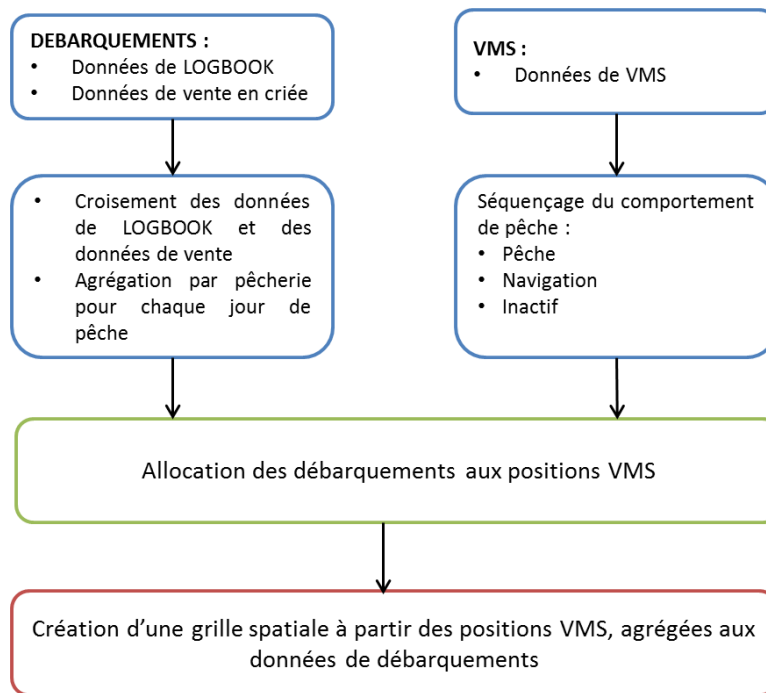 DEBARQUEMENTS :
• Données de LOGBOOK
• Données de vente en criée
VMS :
• Données de VMS
• Croisement des données
de LOGBOOK et des
données de vente
• Agrégation par pêcherie
pour chaque jour de
pêche
Séquençage du comportement
de pêche :
• Pêche
• Navigation
• Inactif
Allocation des débarquements aux positions VMS
Création d'une grille spatiale à partir des positions VMS, agrégées aux
données de débarquements